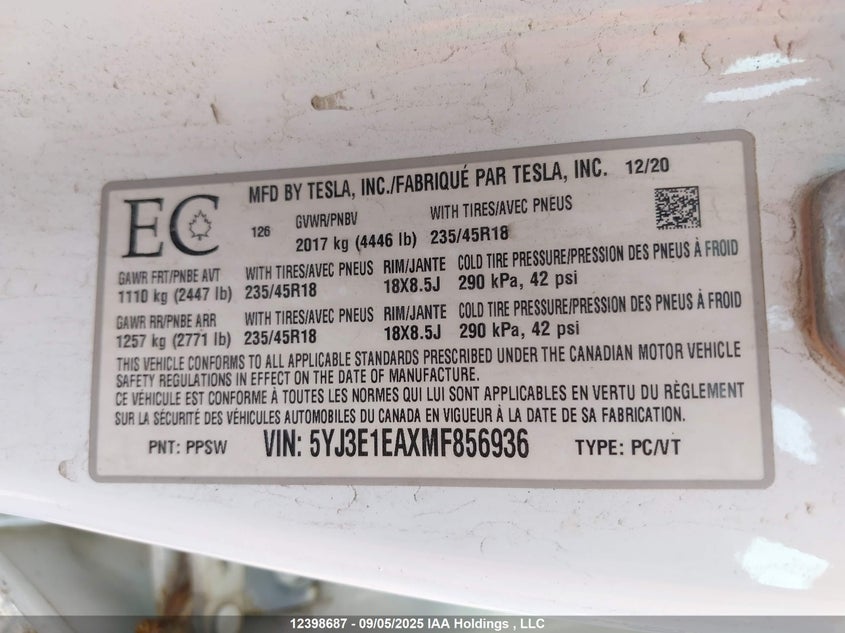 MFD BY TESLA, INC./FABRIQUÉ PAR TESLA, INC. 12/20
EC
126
GVWR/PNBV
2017 kg (4446 lb)
WITH TIRES/AVEC PNEUS
235/45R18
GAWR FRT/PNBE AVT WITH TIRES/AVEC PNEUS RIM/JANTE COLD TIRE PRESSURE/PRESSION DES PNEUS À FROID
1110 kg (2447 lb) 235/45R18 18X8.5J 290 kPa, 42 psi
GAWR RR/PNBE ARR WITH TIRES/AVEC PNEUS RIM/JANTE COLD TIRE PRESSURE/PRESSION DES PNEUS À FROID
1257 kg (2771 lb) 235/45R18 18X8.5J 290 kPa, 42 psi
THIS VEHICLE CONFORMS TO ALL APPLICABLE STANDARDS PRESCRIBED UNDER THE CANADIAN MOTOR VEHICLE
SAFETY REGULATIONS IN EFFECT ON THE DATE OF MANUFACTURE.
CE VÉHICULE EST CONFORME À TOUTES LES NORMES QUI LUI SONT APPLICABLES EN VERTU DU RÈGLEMENT
SUR LA SÉCURITÉ DES VÉHICULES AUTOMOBILES DU CANADA EN VIGUEUR À LA DATE DE SA FABRICATION.
PNT: PPSW VIN: 5YJ3E1EAXMF856936 TYPE: PC/VT
12398687 - 09/05/2025 IAA Holdings , LLC